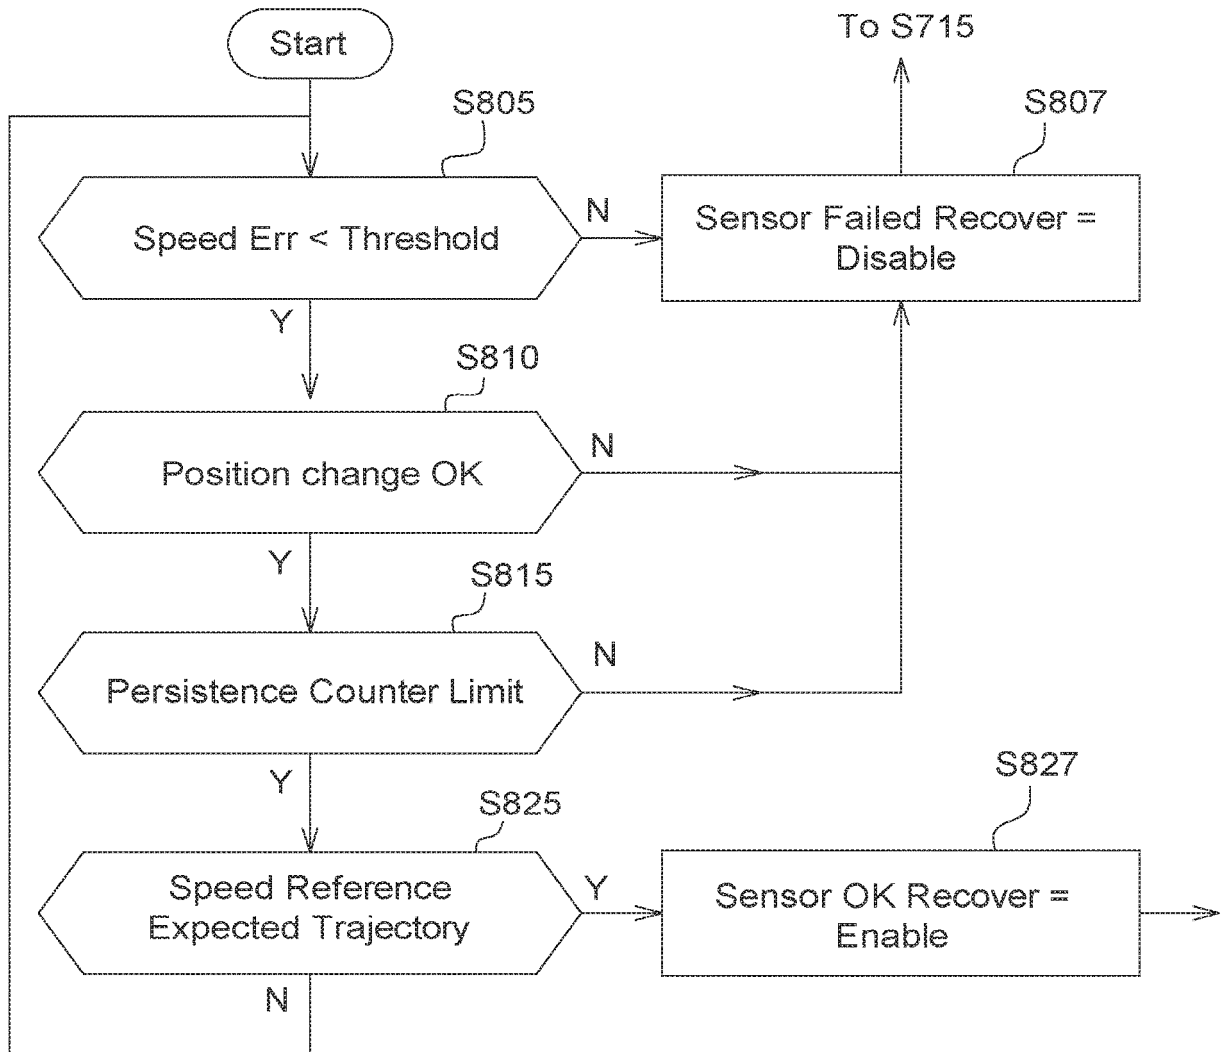 Start
To S715
S805
S807
Speed Err < Threshold
N
Sensor Failed Recover =
Disable
Y
S810
Position change OK
N
Y
S815
Persistence Counter Limit
N
Y
S825
S827
Speed Reference
Expected Trajectory
Y
Sensor OK Recover =
Enable
N